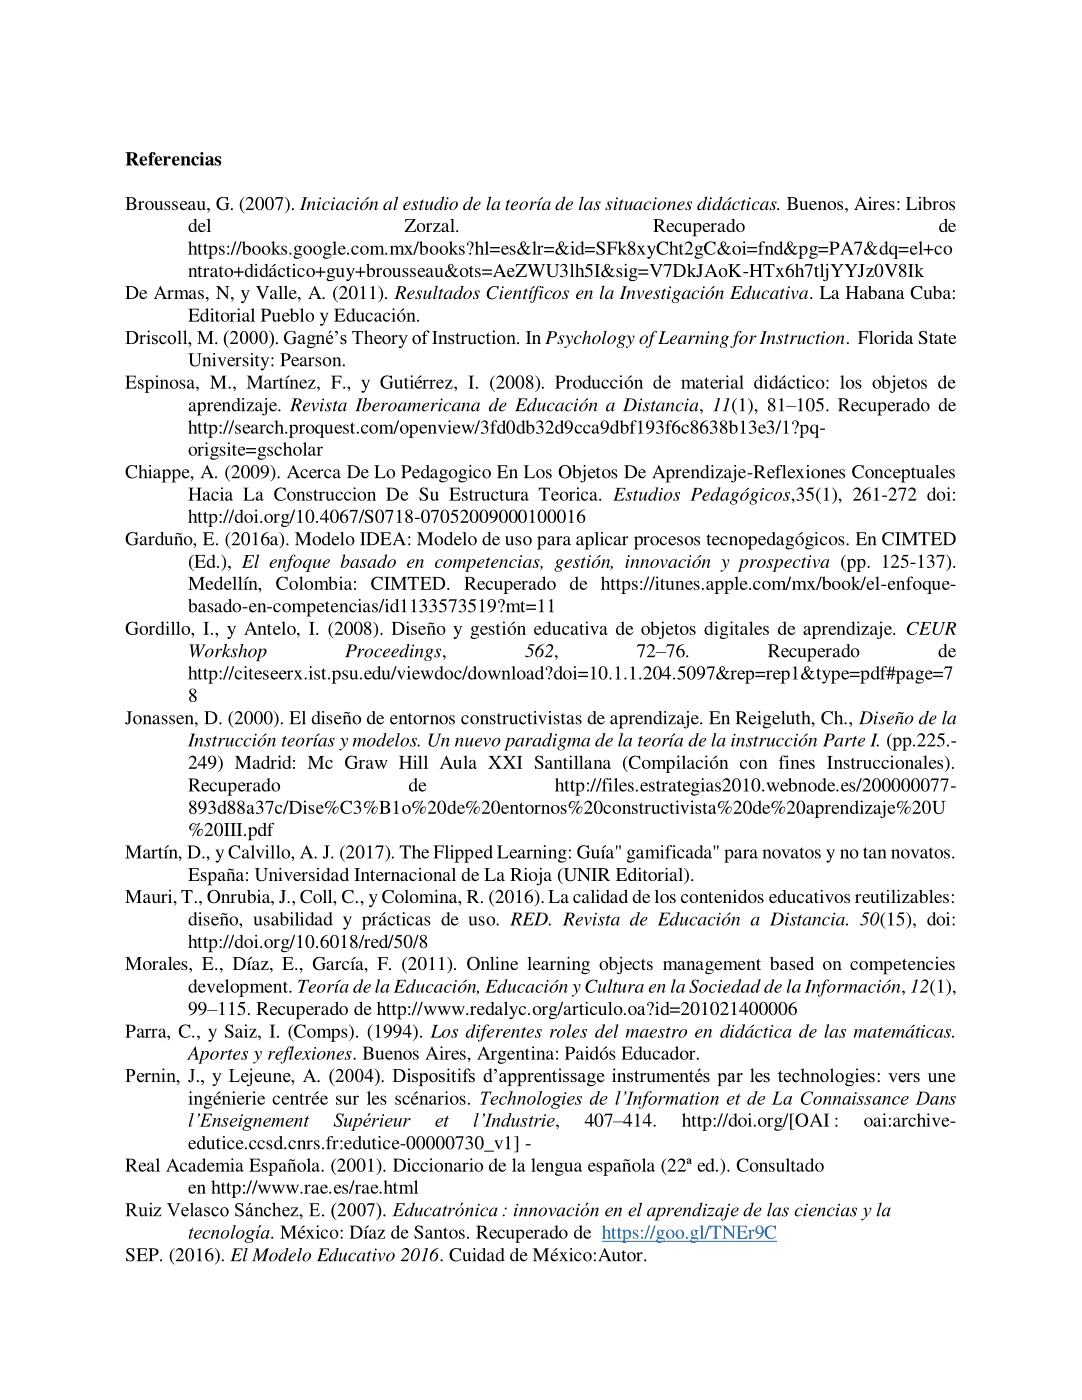 Referencias
Brousseau, G. (2007). Iniciación al estudio de la teoría de las situaciones didácticas. Buenos, Aires: Libros
del Zorzal. Recuperado de
https://books.google.com.mx/books?hl=es&lr=&id=SFk8xyCht2gC&oi=fnd&pg=PA7&dq=el+co
ntrato+didáctico+guy+brousseau&ots=AeZWU3lh5I&sig=V7DkJAoK-HTx6h7tljYYJz0V8Ik
De Armas, N, y Valle, A. (2011). Resultados Científicos en la Investigación Educativa. La Habana Cuba:
Editorial Pueblo y Educación.
Driscoll, M. (2000). Gagné’s Theory of Instruction. In Psychology of Learning for Instruction. Florida State
University: Pearson.
Espinosa, M., Martínez, F., y Gutiérrez, I. (2008). Producción de material didáctico: los objetos de
aprendizaje. Revista Iberoamericana de Educación a Distancia, 11(1), 81–105. Recuperado de
http://search.proquest.com/openview/3fd0db32d9cca9dbf193f6c8638b13e3/1?pq-
origsite=gscholar
Chiappe, A. (2009). Acerca De Lo Pedagogico En Los Objetos De Aprendizaje-Reflexiones Conceptuales
Hacia La Construccion De Su Estructura Teorica. Estudios Pedagógicos,35(1), 261-272 doi:
http://doi.org/10.4067/S0718-07052009000100016
Garduño, E. (2016a). Modelo IDEA: Modelo de uso para aplicar procesos tecnopedagógicos. En CIMTED
(Ed.), El enfoque basado en competencias, gestión, innovación y prospectiva (pp. 125-137).
Medellín, Colombia: CIMTED. Recuperado de https://itunes.apple.com/mx/book/el-enfoque-
basado-en-competencias/id1133573519?mt=11
Gordillo, I., y Antelo, I. (2008). Diseño y gestión educativa de objetos digitales de aprendizaje. CEUR
Workshop Proceedings, 562, 72–76. Recuperado de
http://citeseerx.ist.psu.edu/viewdoc/download?doi=10.1.1.204.5097&rep=rep1&type=pdf#page=7
8
Jonassen, D. (2000). El diseño de entornos constructivistas de aprendizaje. En Reigeluth, Ch., Diseño de la
Instrucción teorías y modelos. Un nuevo paradigma de la teoría de la instrucción Parte I. (pp.225.-
249) Madrid: Mc Graw Hill Aula XXI Santillana (Compilación con fines Instruccionales).
Recuperado de http://files.estrategias2010.webnode.es/200000077-
893d88a37c/Dise%C3%B1o%20de%20entornos%20constructivista%20de%20aprendizaje%20U
%20III.pdf
Martín, D., y Calvillo, A. J. (2017). The Flipped Learning: Guía" gamificada" para novatos y no tan novatos.
España: Universidad Internacional de La Rioja (UNIR Editorial).
Mauri, T., Onrubia, J., Coll, C., y Colomina, R. (2016). La calidad de los contenidos educativos reutilizables:
diseño, usabilidad y prácticas de uso. RED. Revista de Educación a Distancia. 50(15), doi:
http://doi.org/10.6018/red/50/8
Morales, E., Díaz, E., García, F. (2011). Online learning objects management based on competencies
development. Teoría de la Educación, Educación y Cultura en la Sociedad de la Información, 12(1),
99–115. Recuperado de http://www.redalyc.org/articulo.oa?id=201021400006
Parra, C., y Saiz, I. (Comps). (1994). Los diferentes roles del maestro en didáctica de las matemáticas.
Aportes y reflexiones. Buenos Aires, Argentina: Paidós Educador.
Pernin, J., y Lejeune, A. (2004). Dispositifs d’apprentissage instrumentés par les technologies: vers une
ingénierie centrée sur les scénarios. Technologies de l’Information et de La Connaissance Dans
l’Enseignement Supérieur et l’Industrie, 407–414. http://doi.org/[OAI : oai:archive-
edutice.ccsd.cnrs.fr:edutice-00000730_v1] -
Real Academia Española. (2001). Diccionario de la lengua española (22ª ed.). Consultado
en http://www.rae.es/rae.html
Ruiz Velasco Sánchez, E. (2007). Educatrónica : innovación en el aprendizaje de las ciencias y la
tecnología. México: Díaz de Santos. Recuperado de https://goo.gl/TNEr9C
SEP. (2016). El Modelo Educativo 2016. Cuidad de México:Autor.